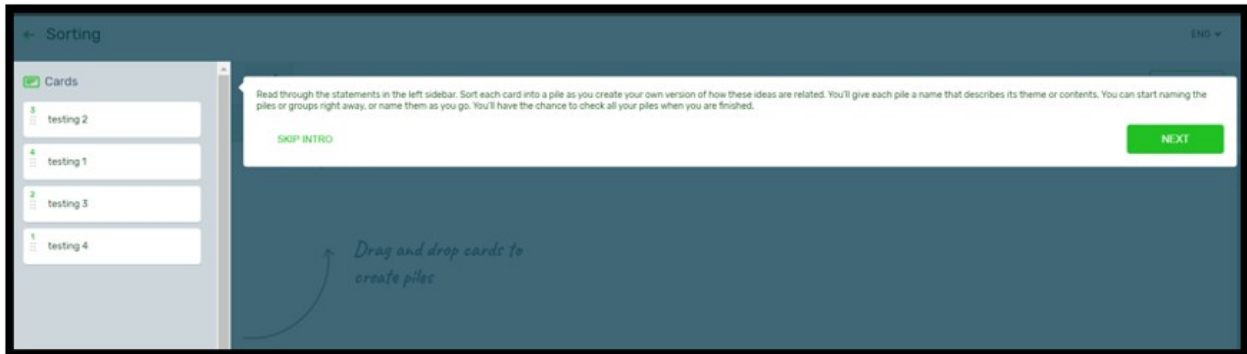 ← Sorting
ENG
Cards
3
testing 2
4
testing 1
2
testing 3
1
testing 4
Read through the statements in the left sidebar. Sort each card into a pile as you create your own version of how these ideas are related. You'll give each pile a name that describes its theme or contents. You can start naming the
piles or groups right away, or name them as you go. You'll have the chance to check all your piles when you are finished.
SKIP INTRO
NEXT
Drag and drop cards to
create piles